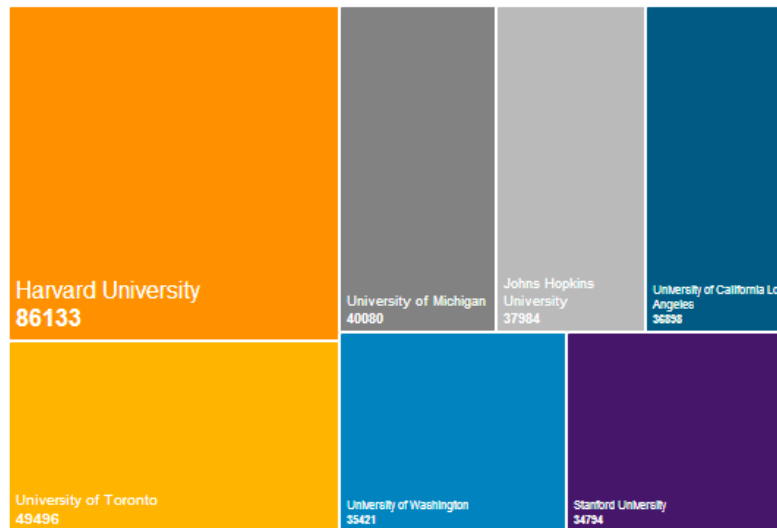 Harvard University
86133
University of Michigan
40080
Johns Hopkins
University
37984
University of California Lo
Angeles
36898
University of Toronto
49496
University of Washington
35421
Stanford University
34794